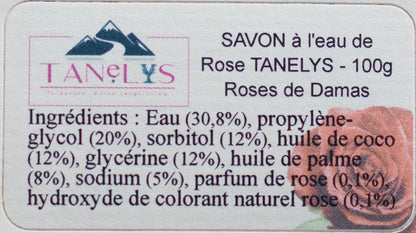 TANeLYS
SAVON à l'eau de
Rose TANELYS - 100g
Roses de Damas
Ingrédients : Eau (30,8%), propylène-
glycol (20%), sorbitol (12%), huile de coco
(12%), glycérine (12%), huile de palme
(8%), sodium (5%), parfum de rose (0,1%),
hydroxyde de colorant naturel rose (0,1%)